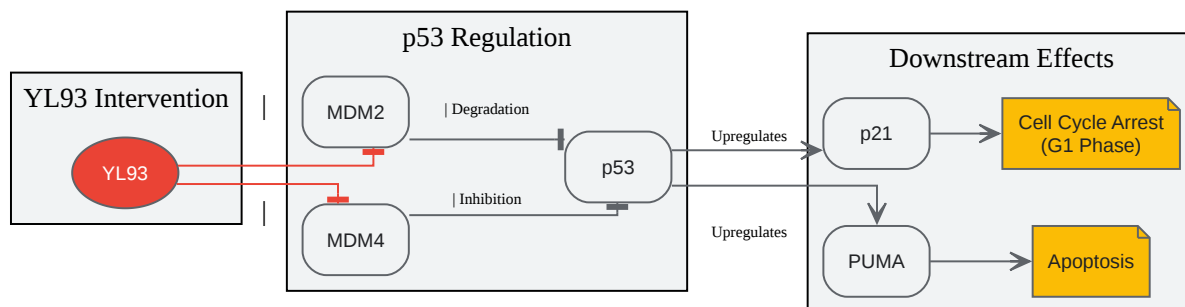 YL93 Intervention
YL93
|
|
p53 Regulation
MDM2
| Degradation
MDM4
| Inhibition
p53
Upregulates
Upregulates
Downstream Effects
p21
Cell Cycle Arrest
(G1 Phase)
PUMA
Apoptosis